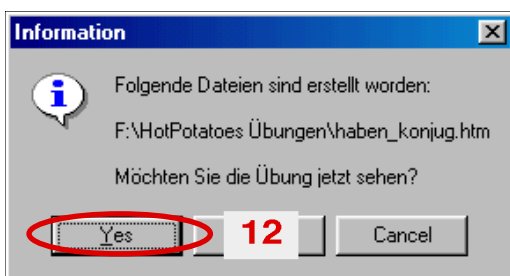 Information
Folgende Dateien sind erstellt worden:
F:\HotPotatoes Übungen\haben_konjug.htm
Möchten Sie die Übung jetzt sehen?
Yes 12 Cancel